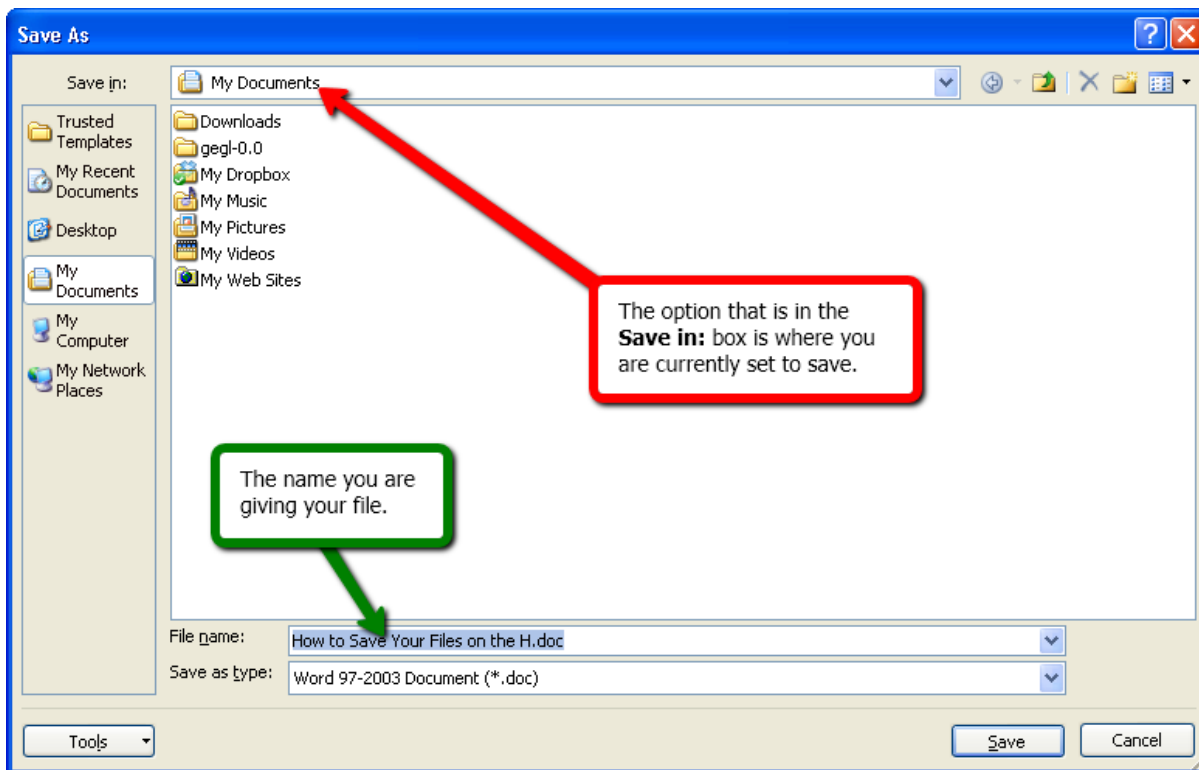 Save As
Save in:
My Documents
Trusted
Templates
My Recent
Documents
Desktop
My
Documents
My
Computer
My Network
Places
Downloads
gegl-0.0
My Dropbox
My Music
My Pictures
My Videos
My Web Sites
The option that is in the
Save in: box is where you
are currently set to save.
The name you are
giving your file.
File name:
How to Save Your Files on the H.doc
Save as type:
Word 97-2003 Document (*.doc)
Tools
Save
Cancel